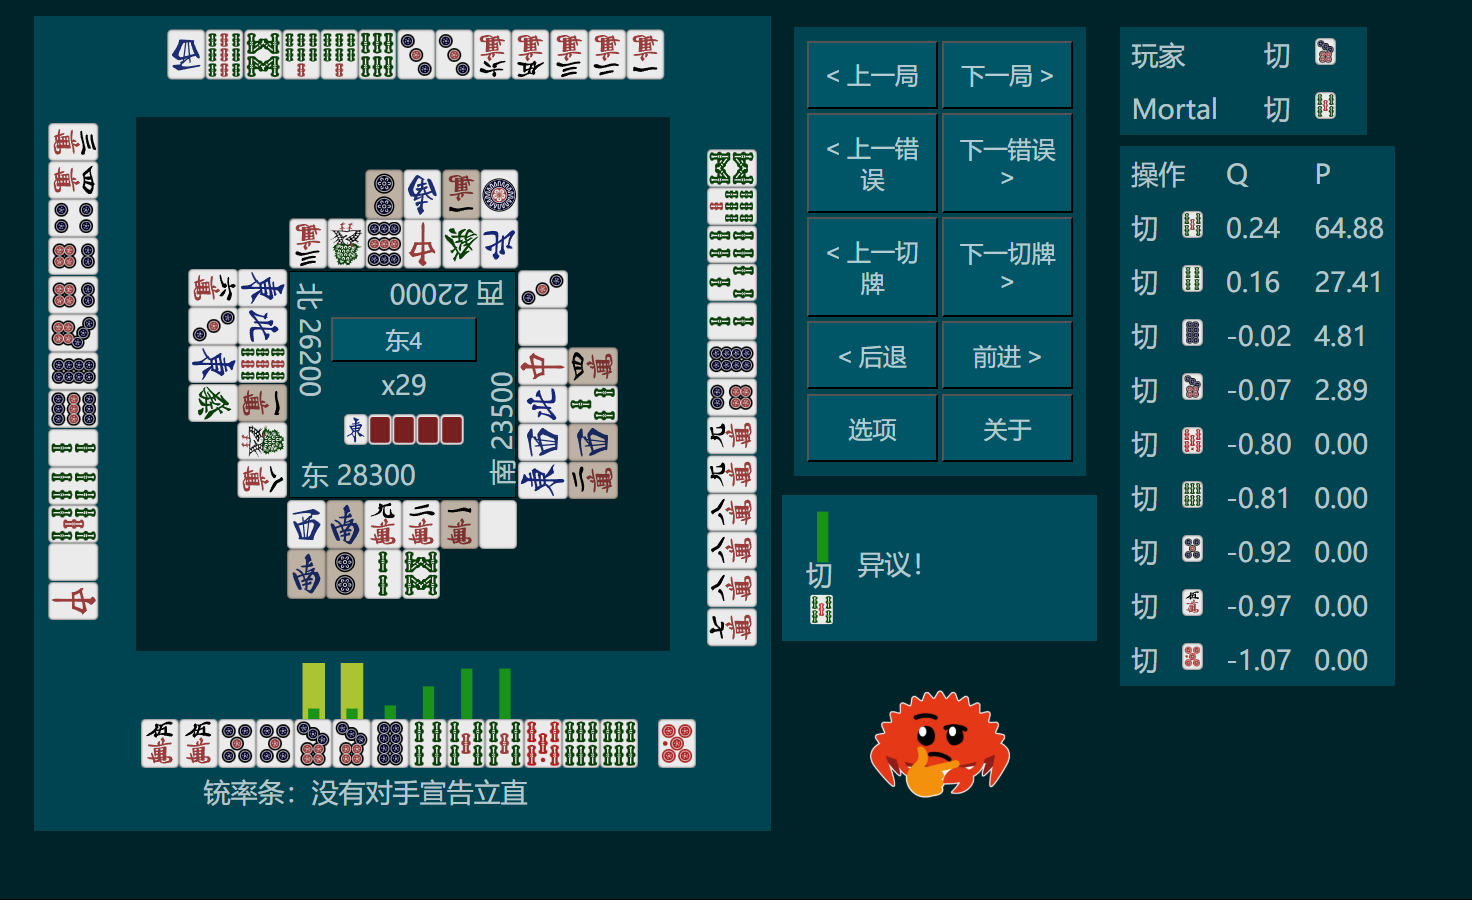 < 上一局
下一局 >
< 上一错
误
下一错误
>
< 上一切
牌
下一切牌
>
< 后退
前进 >
选项
关于
玩家 切
Mortal 切
操作 Q P
切 0.24 64.88
切 0.16 27.41
切 -0.02 4.81
切 -0.07 2.89
切 -0.80 0.00
切 -0.81 0.00
切 -0.92 0.00
切 -0.97 0.00
切 -1.07 0.00
西 22000
北 26200
东4
x29
南 23500
东 28300
切
异议！
铳率条：没有对手宣告立直